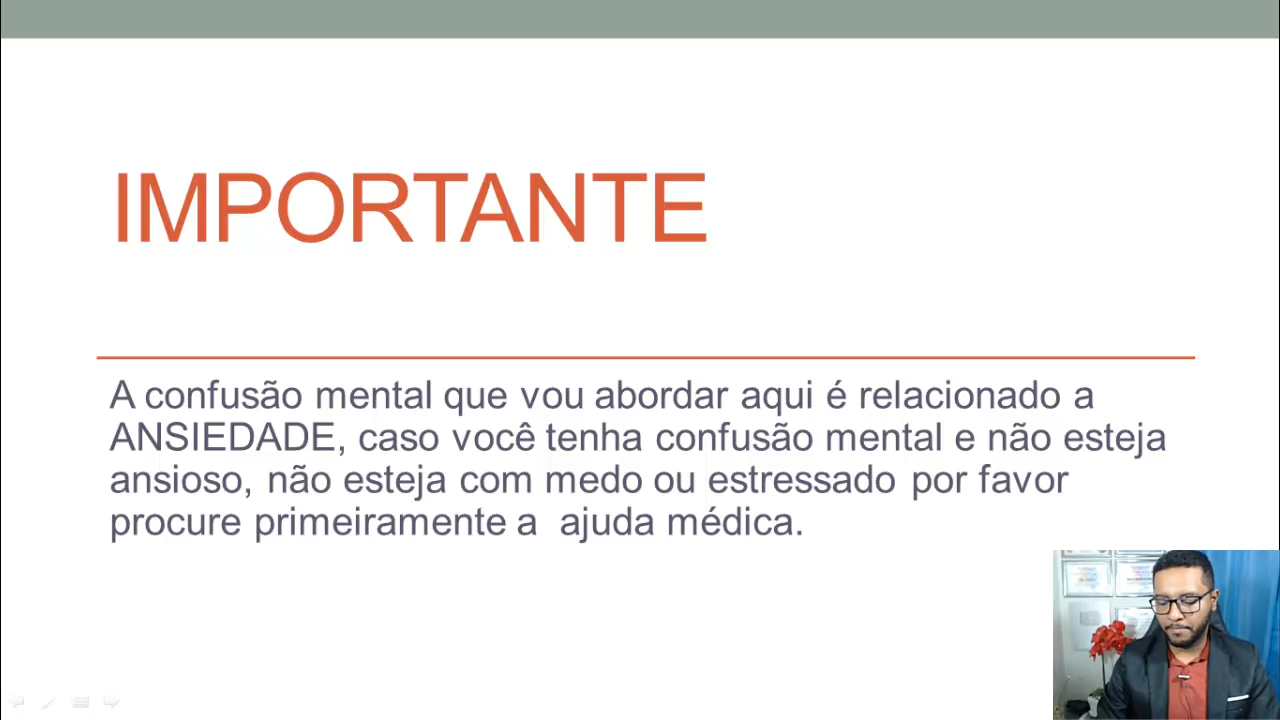 IMPORTANTE
A confusão mental que vou abordar aqui é relacionado a
ANSIEDADE, caso você tenha confusão mental e não esteja
ansioso, não esteja com medo ou estressado por favor
procure primeiramente a  ajuda médica.